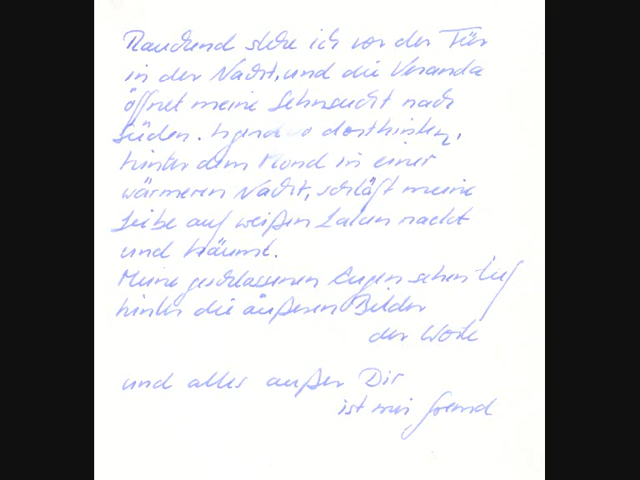 Rauchend stehe ich vor der Tür
in der Nacht, und die Veranda
öffnet meine Sehnsucht nach
Süden. Irgendwo dorthinten,
hinter dem Mond in einer
wärmeren Nacht, schläft meine
Liebe auf weißen Laken nackt
und träumt.
Meine geschlossenen Augen sehen tief
hinter die äußeren Bilder
der Worte
und alles außer Dir
ist mir fremd